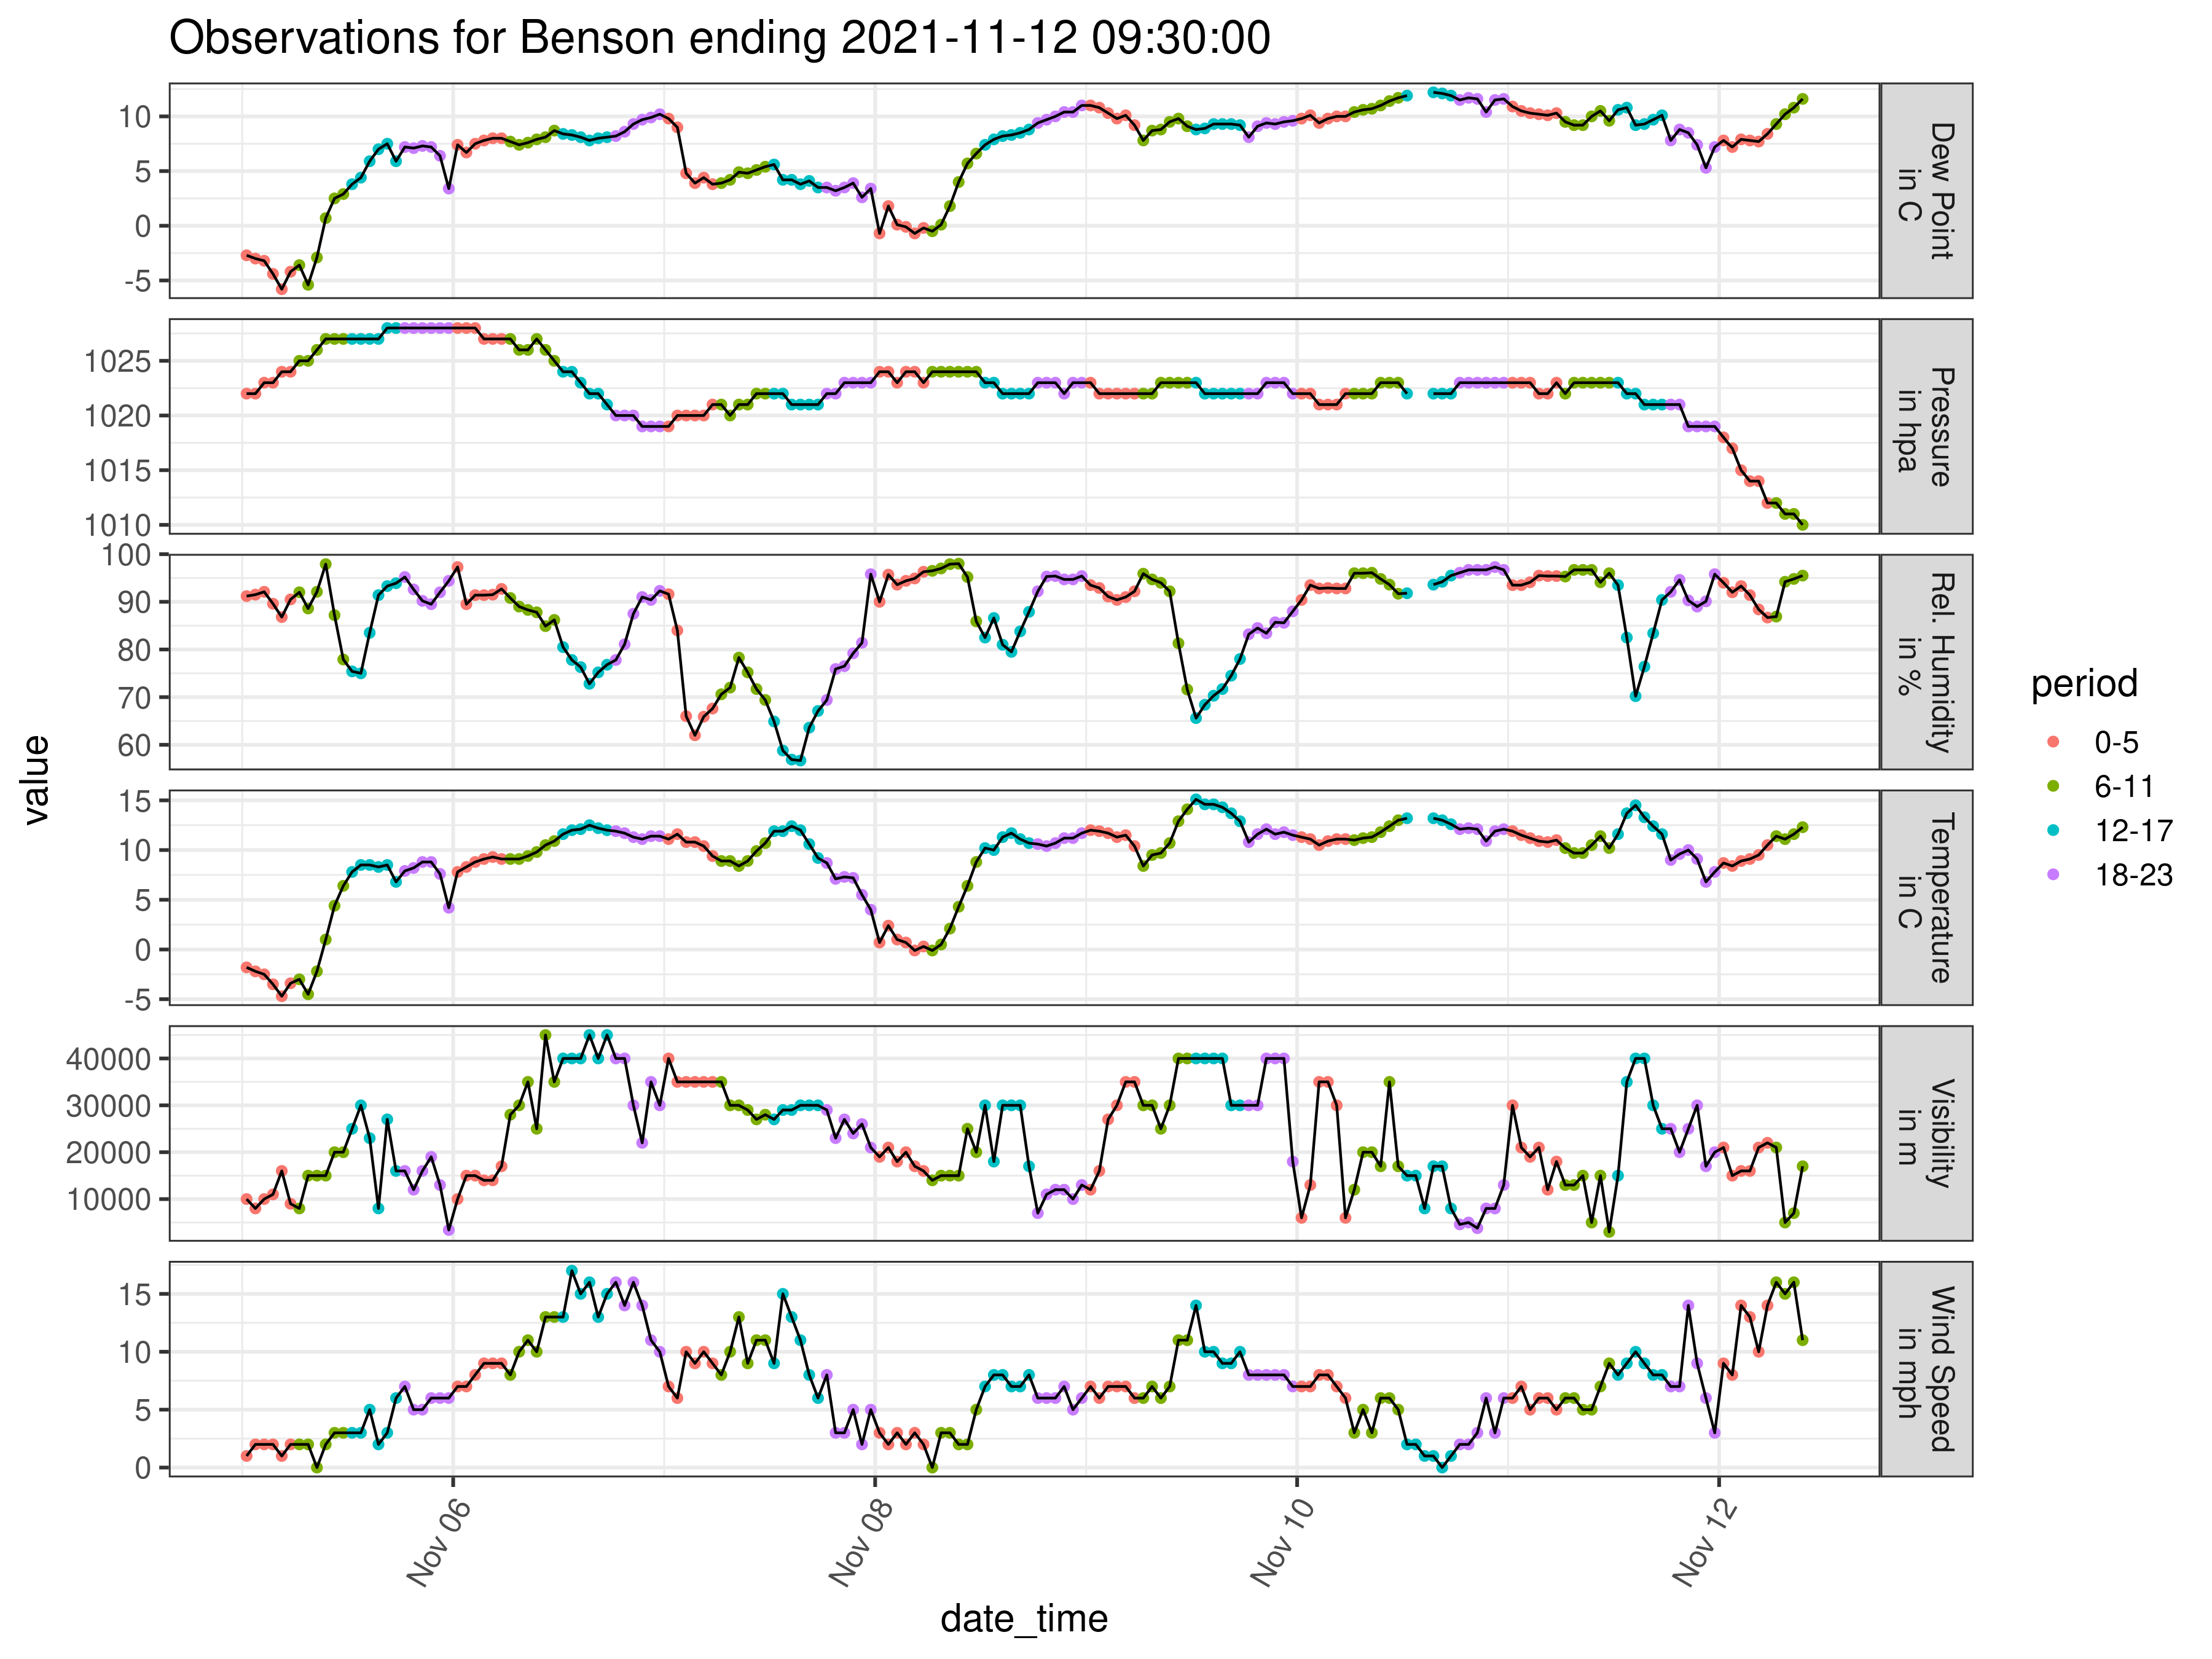 Observations for Benson ending 2021-11-12 09:30:00
value
10
5
0
-5
Dew Point
in C
1025
1020
1015
1010
Pressure
in hpa
100
90
80
70
60
Rel. Humidity
in %
15
10
5
0
-5
Temperature
in C
40000
30000
20000
10000
Visibility
in m
15
10
5
0
Wind Speed
in mph
Nov 06
Nov 08
Nov 10
Nov 12
date_time
period
0-5
6-11
12-17
18-23